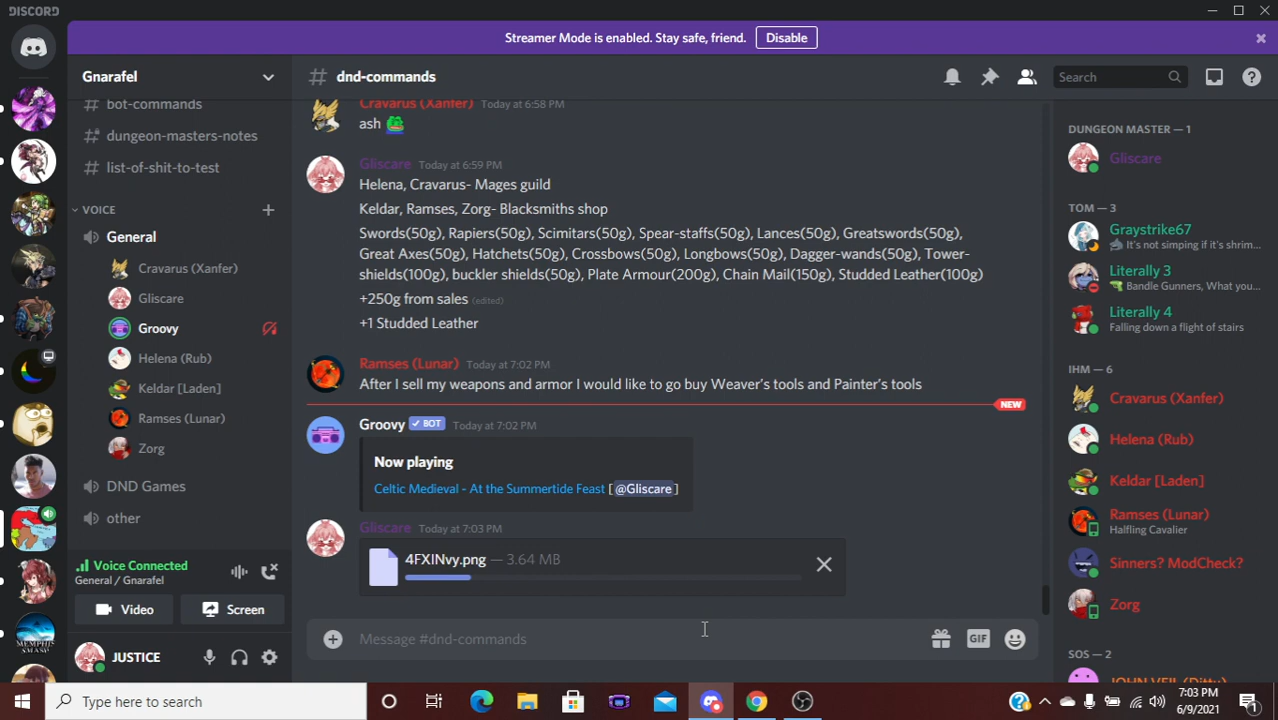 DISCORD
Streamer Mode is enabled. Stay safe, friend. Disable
Gnarafel
# dnd-commands
Search
# bot-commands
# dungeon-masters-notes
# list-of-shit-to-test
VOICE
General
Cravarus (Xanfer)
Gliscare
Groovy
Helena (Rub)
Keldar [Laden]
Ramses (Lunar)
Zorg
DND Games
other
Voice Connected
General / Gnarafel
Video
Screen
JUSTICE
Cravarus (Xanfer) Today at 6:58 PM
ash
Gliscare Today at 6:59 PM
Helena, Cravarus- Mages guild
Keldar, Ramses, Zorg- Blacksmiths shop
Swords(50g), Rapiers(50g), Scimitars(50g), Spear-staffs(50g), Lances(50g), Greatswords(50g),
Great Axes(50g), Hatchets(50g), Crossbows(50g), Longbows(50g), Dagger-wands(50g), Tower-
shields(100g), buckler shields(50g), Plate Armour(200g), Chain Mail(150g), Studded Leather(100g)
+250g from sales (edited)
+1 Studded Leather
Ramses (Lunar) Today at 7:02 PM
After I sell my weapons and armor I would like to go buy Weaver's tools and Painter's tools
NEW
Groovy ✓ BOT Today at 7:02 PM
Now playing
Celtic Medieval - At the Summertide Feast [ @Gliscare ]
Gliscare Today at 7:03 PM
4FXINvy.png — 3.64 MB
Message #dnd-commands
GIF
DUNGEON MASTER — 1
Gliscare
TOM — 3
Graystrike67
It's not simping if it's shrim...
Literally 3
Bandle Gunners, What you...
Literally 4
Falling down a flight of stairs
IHM — 6
Cravarus (Xanfer)
Helena (Rub)
Keldar [Laden]
Ramses (Lunar)
Halfling Cavalier
Sinners? ModCheck?
Zorg
SOS — 2
JOHN VEIL (Ditty)
Type here to search
7:03 PM
6/9/2021
1